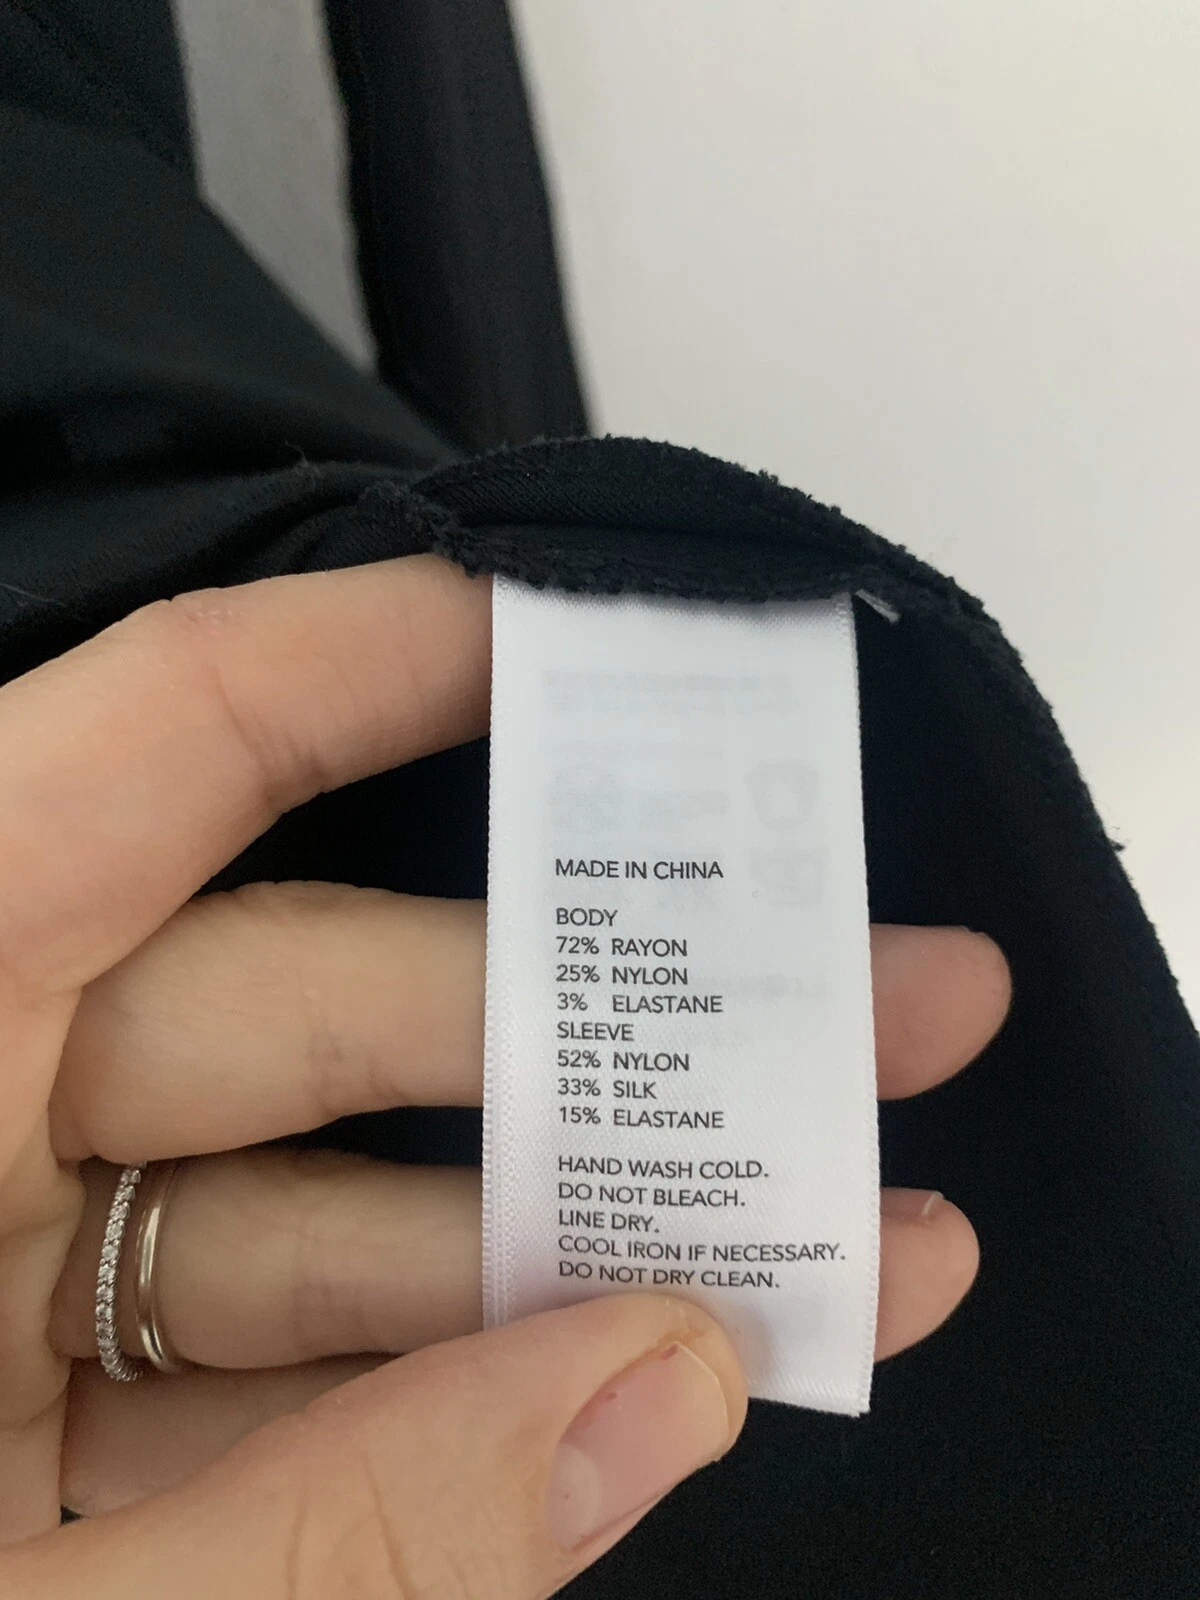 MADE IN CHINA
BODY
72% RAYON
25% NYLON
3% ELASTANE
SLEEVE
52% NYLON
33% SILK
15% ELASTANE
HAND WASH COLD.
DO NOT BLEACH.
LINE DRY.
COOL IRON IF NECESSARY.
DO NOT DRY CLEAN.